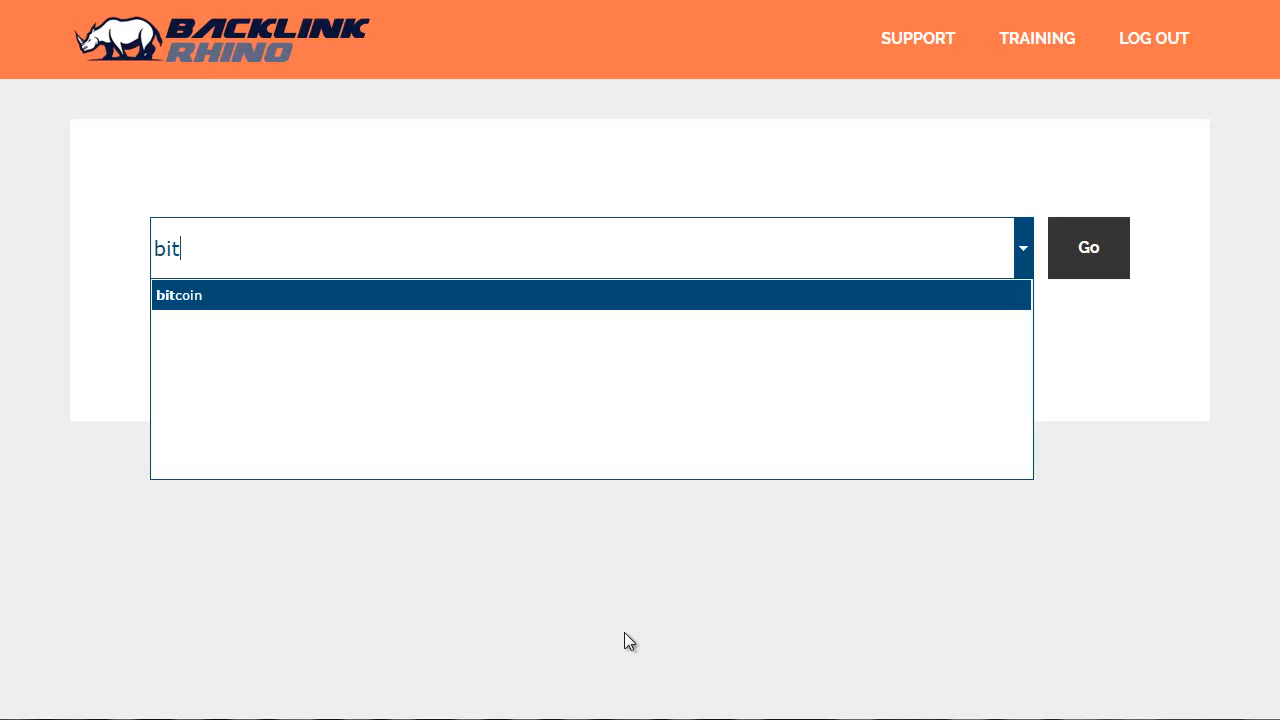 BACKLINK
RHINO
SUPPORT TRAINING LOG OUT
bit
Go
bitcoin